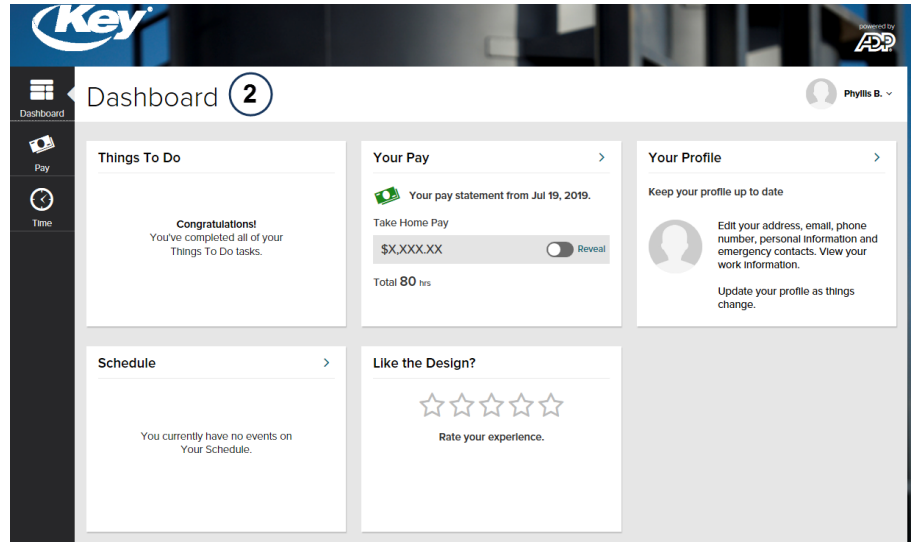 Key
powered by
ADP
Dashboard
Pay
Time
Dashboard 2
Phyllis B.
Things To Do
Congratulations!
You've completed all of your
Things To Do tasks.
Your Pay
Your pay statement from Jul 19, 2019.
Take Home Pay
$X,XXX.XX Reveal
Total 80 hrs
Your Profile
Keep your profile up to date
Edit your address, email, phone
number, personal information and
emergency contacts. View your
work information.
Update your profile as things
change.
Schedule
You currently have no events on
Your Schedule.
Like the Design?
Rate your experience.